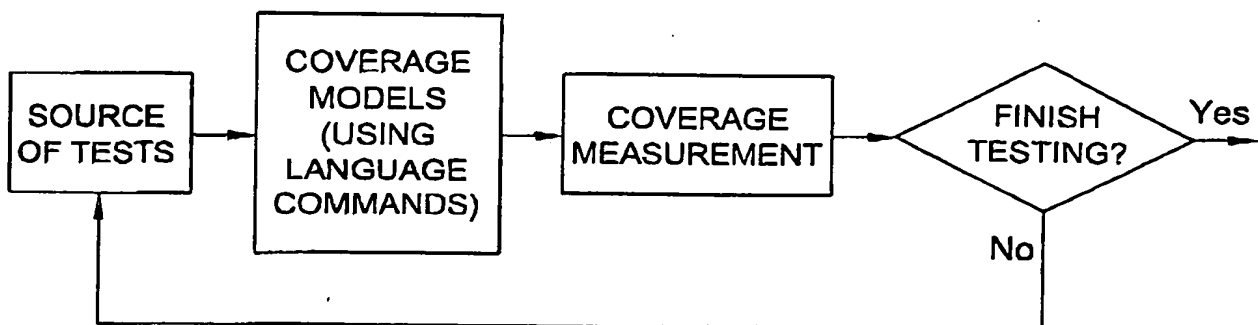 SOURCE
OF TESTS
COVERAGE
MODELS
(USING
LANGUAGE
COMMANDS)
COVERAGE
MEASUREMENT
FINISH
TESTING?
Yes
No